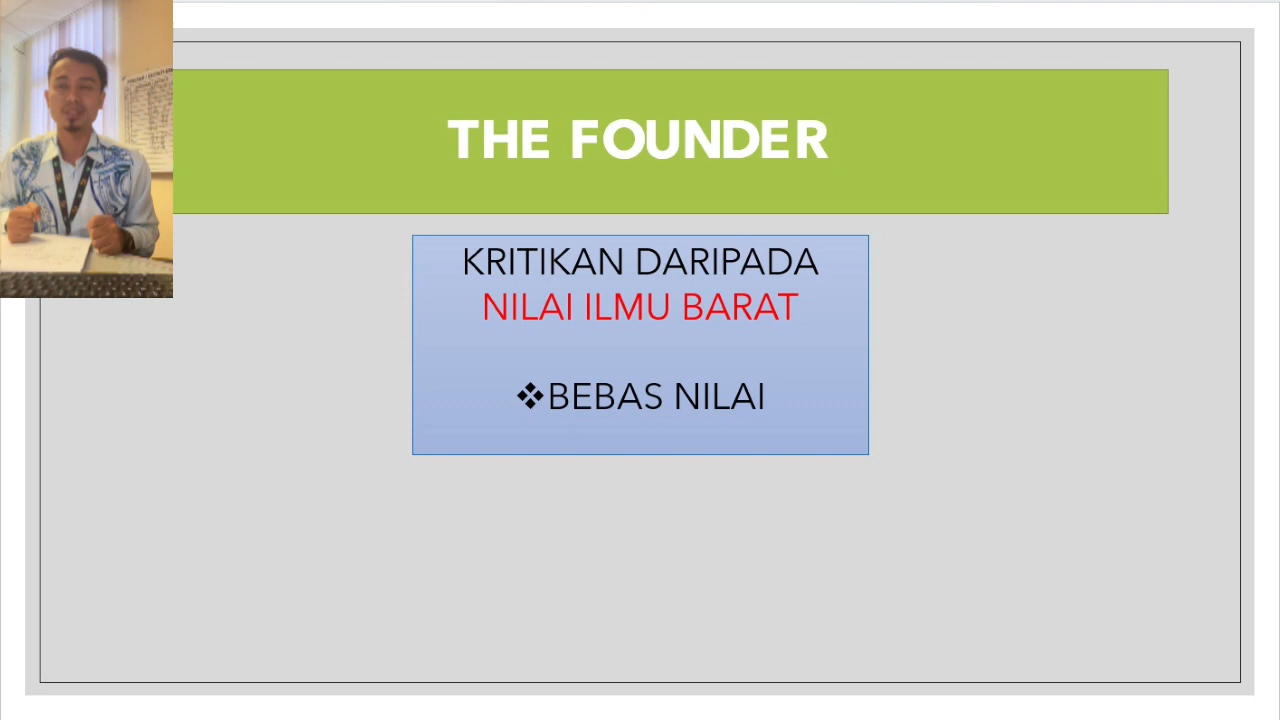 THE FOUNDER
KRITIKAN DARIPADA
NILAI ILMU BARAT
❖BEBAS NILAI